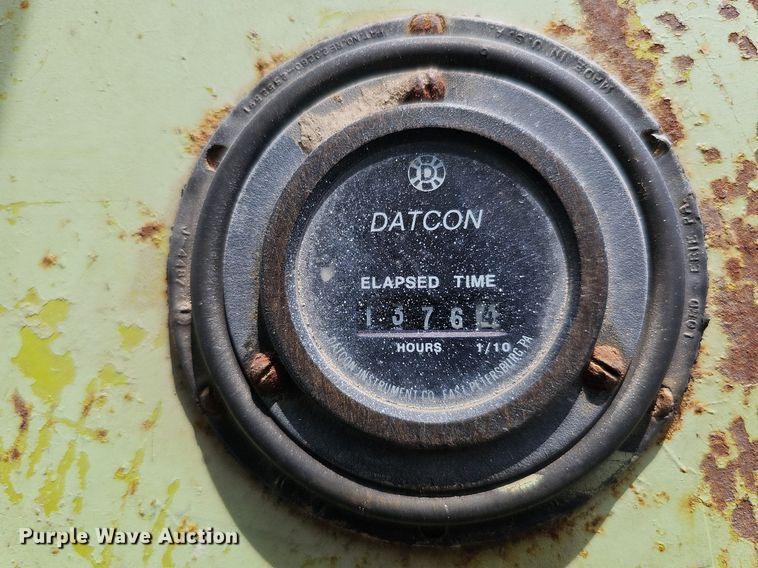 MADE IN U.S.A.
ERIE PA.
LORD
D
DATCON
ELAPSED TIME
1 3 7 6 4
HOURS 1/10
DATCON INSTRUMENT CO. EAST PETERSBURG, PA
Purple Wave Auction